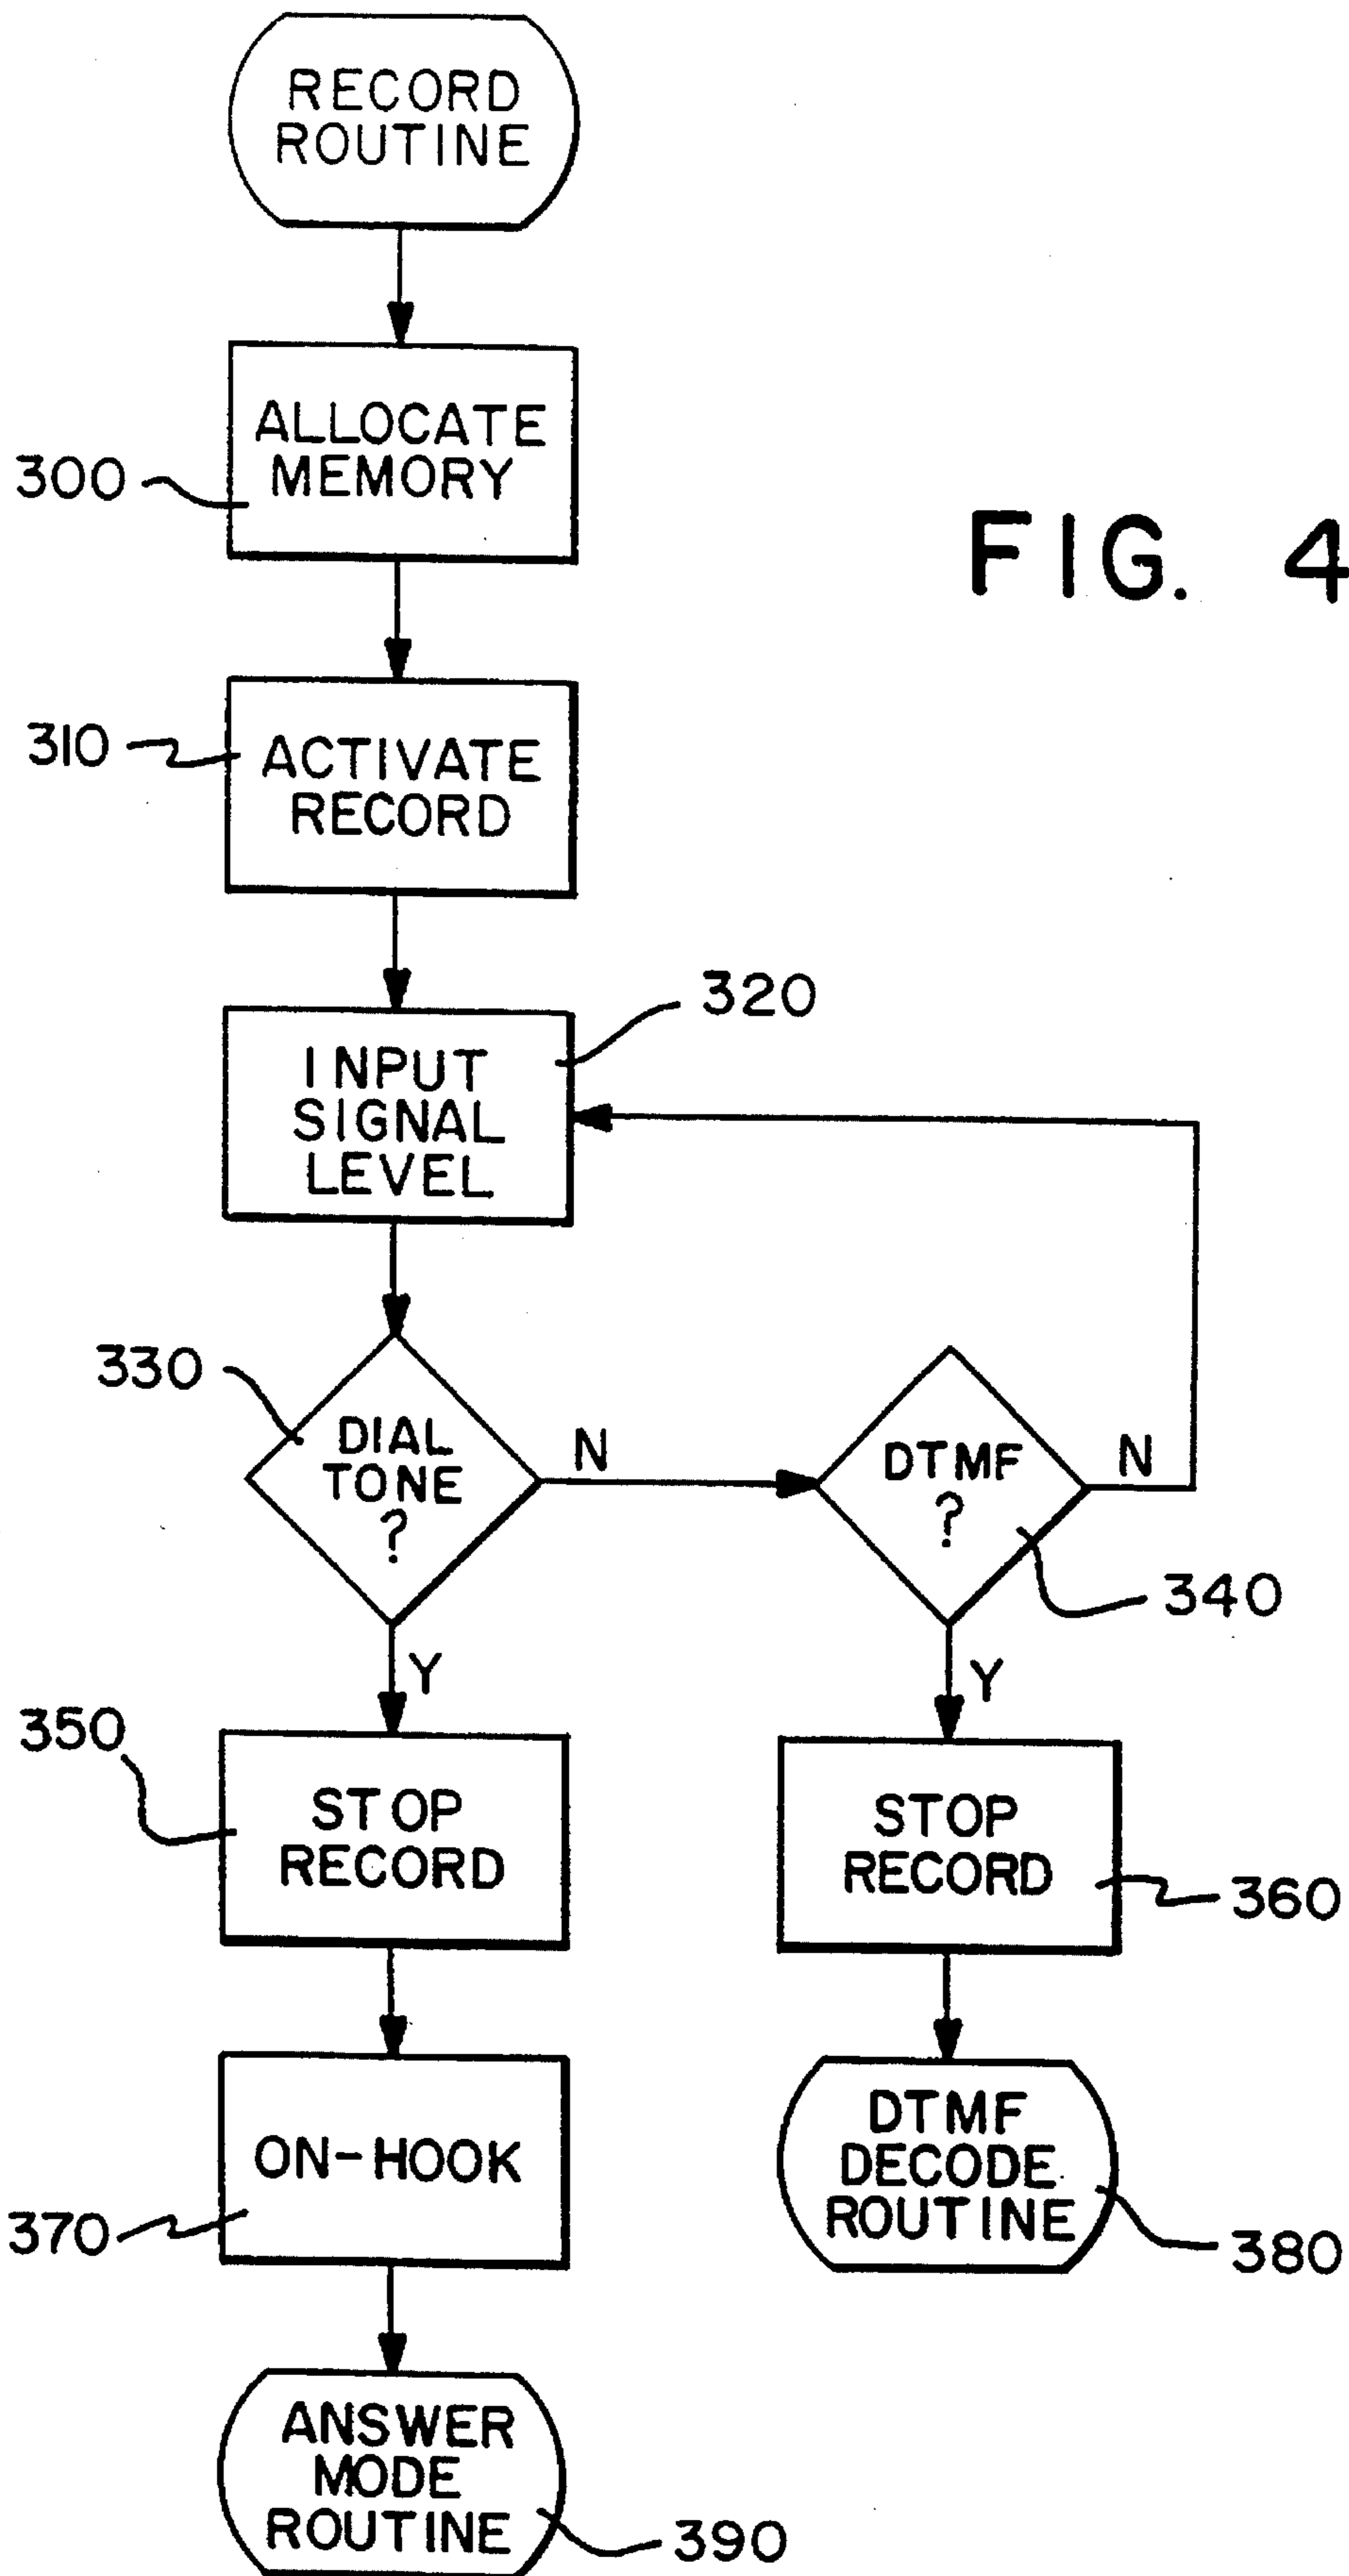 RECORD
ROUTINE
ALLOCATE
MEMORY
300
FIG. 4
310
ACTIVATE
RECORD
320
INPUT
SIGNAL
LEVEL
330
DIAL
TONE
?
N
DTMF
?
N
340
Y
Y
350
STOP
RECORD
STOP
RECORD
360
ON-HOOK
370
DTMF
DECODE
ROUTINE
380
ANSWER
MODE
ROUTINE
390